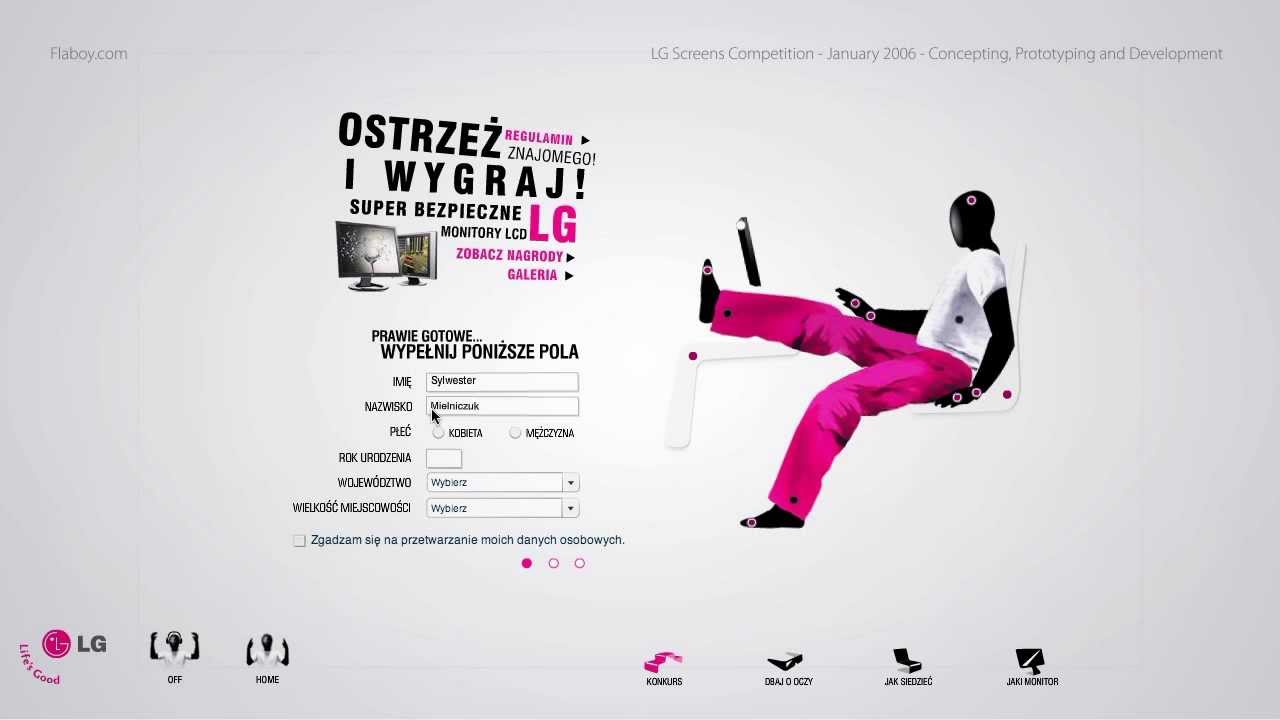 Flaboy.com
LG Screens Competition - January 2006 - Concepting, Prototyping and Development
OSTRZEŻ
REGULAMIN
ZNAJOMEGO!
I WYGRAJ!
SUPER BEZPIECZNE LG
MONITORY LCD
ZOBACZ NAGRODY
GALERIA
PRAWIE GOTOWE...
WYPEŁNIJ PONIŻSZE POLA
IMIĘ Sylwester
NAZWISKO Mielniczuk
PŁEĆ KOBIETA MĘŻCZYZNA
ROK URODZENIA
WOJEWÓDZTWO Wybierz
WIELKOŚĆ MIEJSCOWOŚCI Wybierz
Zgadzam się na przetwarzanie moich danych osobowych.
LG
Life's Good
OFF
HOME
KONKURS
DBAJ O OCZY
JAK SIEDZIEĆ
JAKI MONITOR